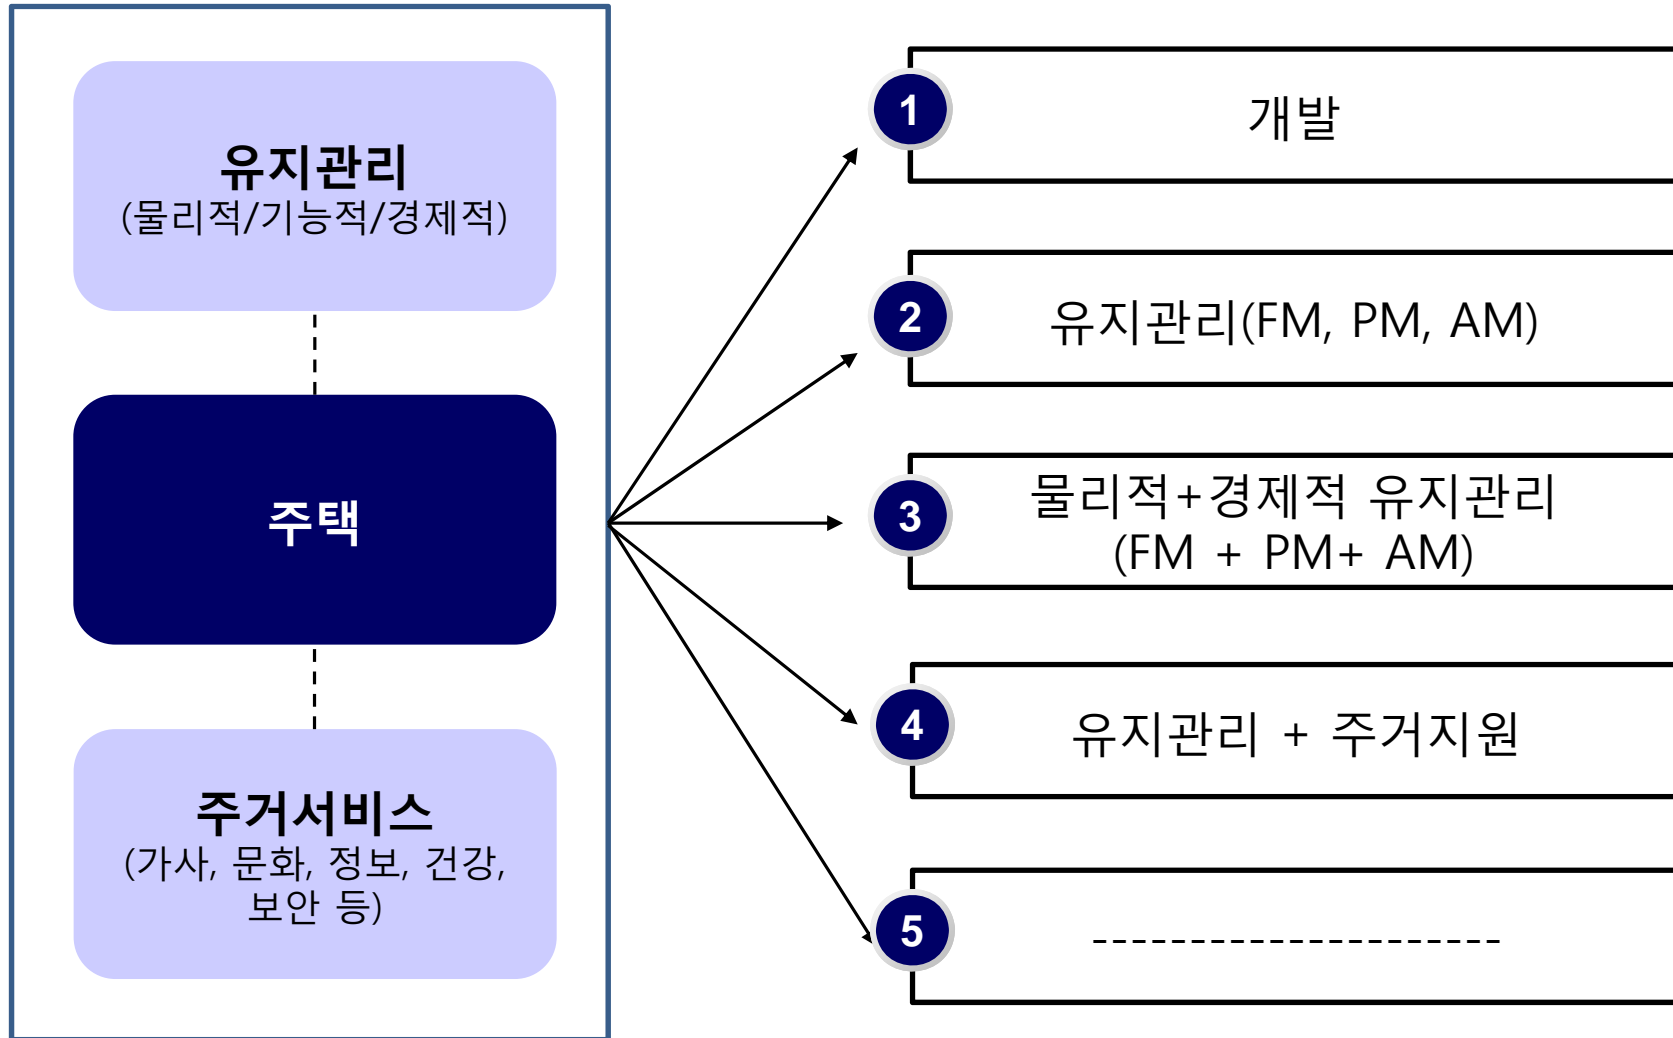 유지관리
(물리적/기능적/경제적)
주택
주거서비스
(가사, 문화, 정보, 건강,
보안 등)
1
개발
2
유지관리(FM, PM, AM)
3
물리적+경제적 유지관리
(FM + PM+ AM)
4
유지관리 + 주거지원
5
---------------------